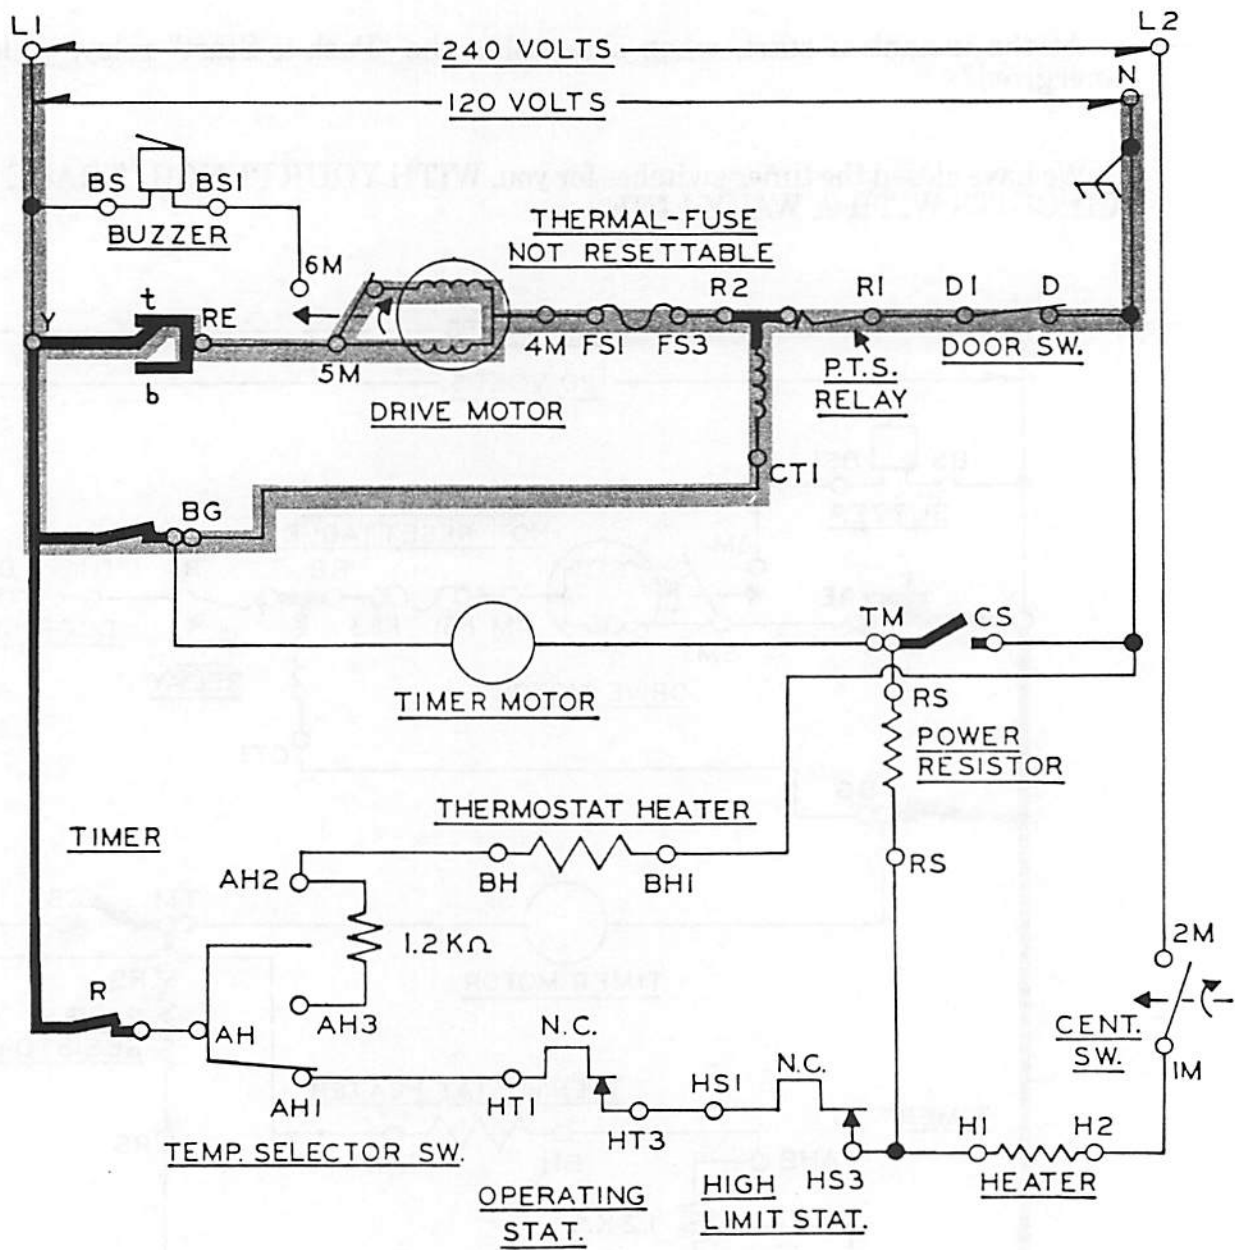 L1
L2
240 VOLTS
N
120 VOLTS
BS
BS1
BUZZER
THERMAL-FUSE
NOT RESETTABLE
6M
t
Y
RE
R2
R1
D1
D
5M
4M
FS1
FS3
DOOR SW.
b
P.T.S.
RELAY
DRIVE MOTOR
CT1
BG
TM
CS
TIMER MOTOR
RS
POWER
RESISTOR
THERMOSTAT HEATER
TIMER
BH
BH1
RS
AH2
1.2KΩ
2M
R
AH
AH3
N.C.
N.C.
CENT.
SW.
1M
AH1
HT1
HS1
HT3
H1
H2
TEMP. SELECTOR SW.
HS3
HEATER
OPERATING
STAT.
HIGH
LIMIT STAT.